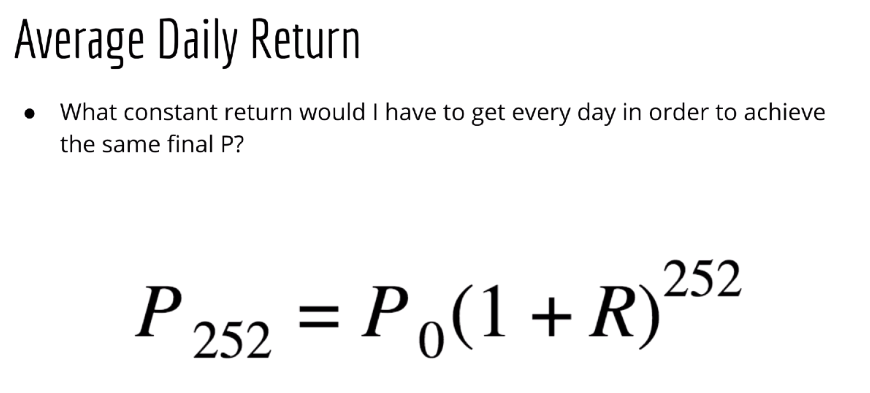 Average Daily Return
● What constant return would I have to get every day in order to achieve
the same final P?
P₂₅₂ = P₀(1 + R)²⁵²